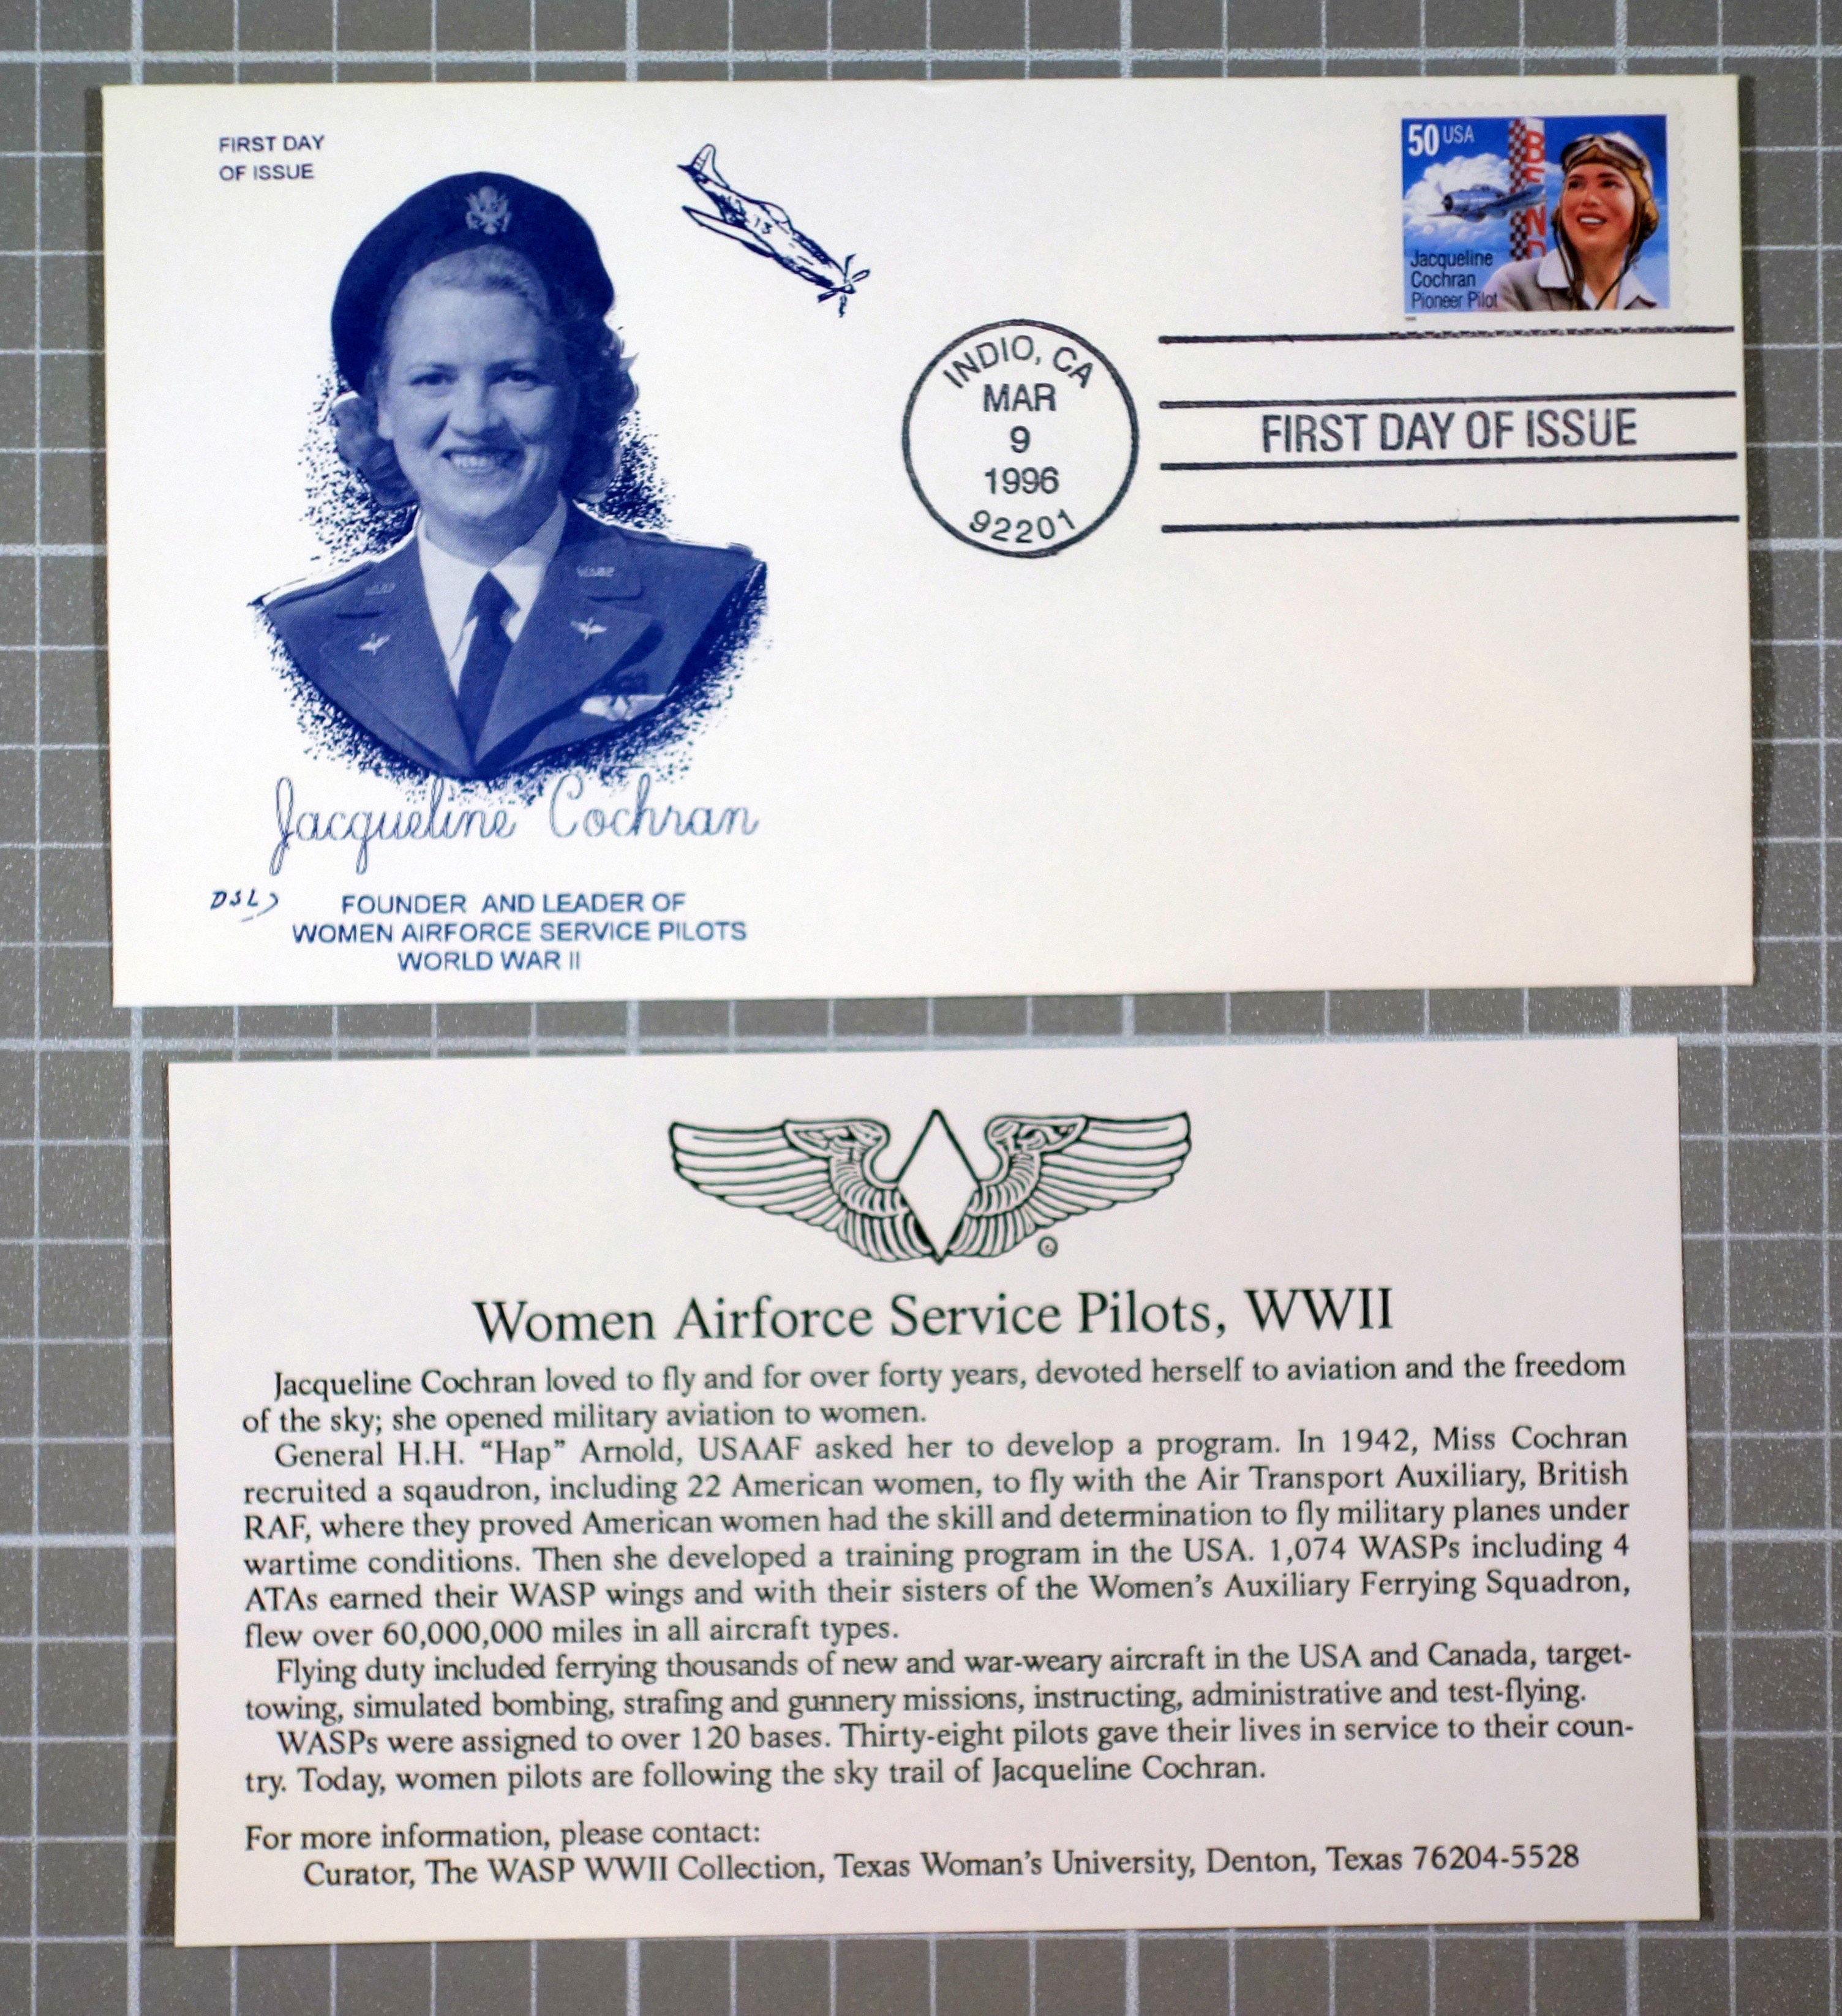 FIRST DAY
OF ISSUE
13
50 USA
BEND
Jacqueline
Cochran
Pioneer Pilot
INDIO, CA
MAR
9
1996
92201
FIRST DAY OF ISSUE
Jacqueline Cochran
DSL
FOUNDER AND LEADER OF
WOMEN AIRFORCE SERVICE PILOTS
WORLD WAR II
Women Airforce Service Pilots, WWII
Jacqueline Cochran loved to fly and for over forty years, devoted herself to aviation and the freedom
of the sky; she opened military aviation to women.
General H.H. “Hap” Arnold, USAAF asked her to develop a program. In 1942, Miss Cochran
recruited a sqaudron, including 22 American women, to fly with the Air Transport Auxiliary, British
RAF, where they proved American women had the skill and determination to fly military planes under
wartime conditions. Then she developed a training program in the USA. 1,074 WASPs including 4
ATAs earned their WASP wings and with their sisters of the Women’s Auxiliary Ferrying Squadron,
flew over 60,000,000 miles in all aircraft types.
Flying duty included ferrying thousands of new and war-weary aircraft in the USA and Canada, target-
towing, simulated bombing, strafing and gunnery missions, instructing, administrative and test-flying.
WASPs were assigned to over 120 bases. Thirty-eight pilots gave their lives in service to their coun-
try. Today, women pilots are following the sky trail of Jacqueline Cochran.
For more information, please contact:
Curator, The WASP WWII Collection, Texas Woman’s University, Denton, Texas 76204-5528